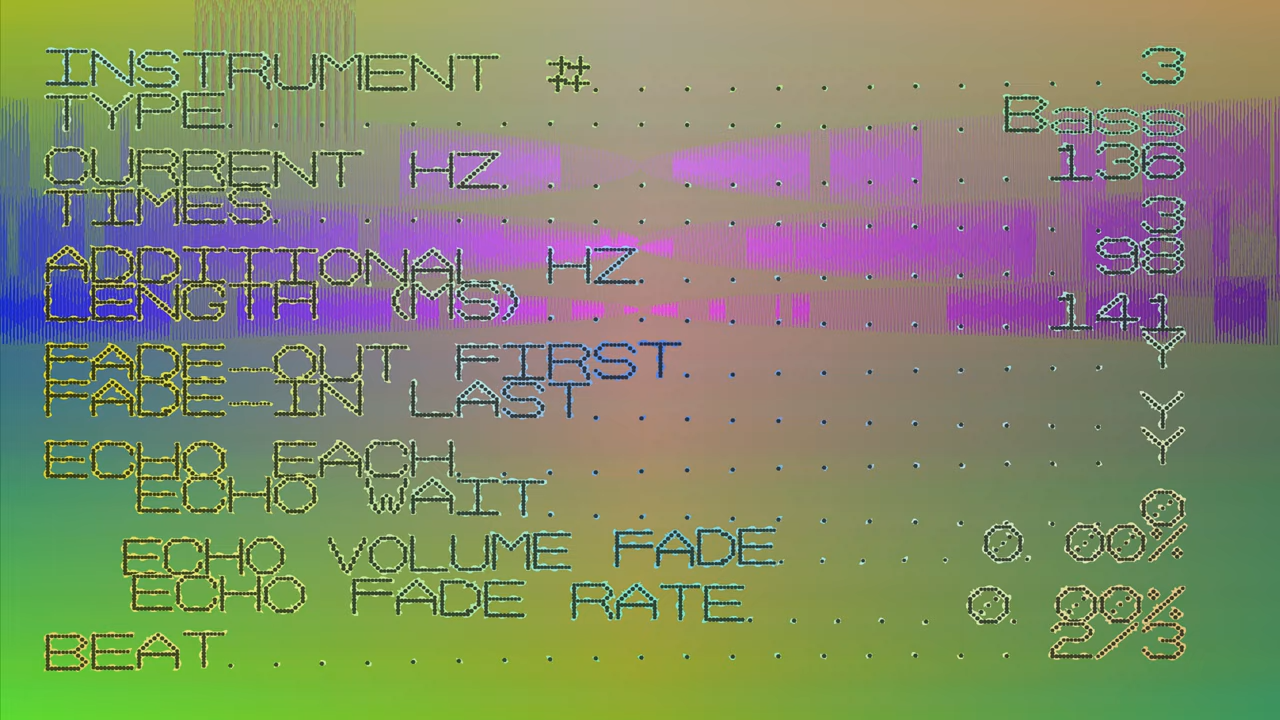 INSTRUMENT #. . . . . . . . . . . . 3
TYPE. . . . . . . . . . . . . . . . . Bass
CURRENT HZ. . . . . . . . . . . . . 136
TIMES. . . . . . . . . . . . . . . . . . 3
ADDITIONAL HZ. . . . . . . . . . 98
LENGTH (MS). . . . . . . . . . . . 141
FADE-OUT FIRST. . . . . . . . . . Y
FADE-IN LAST. . . . . . . . . . . . Y
ECHO EACH. . . . . . . . . . . . . . Y
ECHO WAIT. . . . . . . . . . . . . 0
ECHO VOLUME FADE. . . . . 0.00%
ECHO FADE RATE. . . . . 0.00%
BEAT. . . . . . . . . . . . . . . . . . 2/3